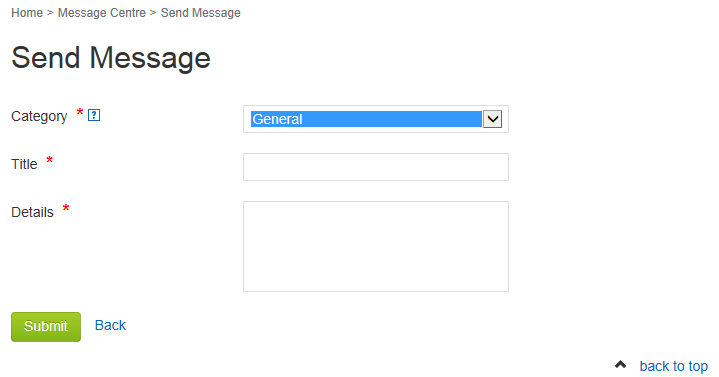 Home > Message Centre > Send Message
Send Message
Category * ?
General
Title *
Details *
Submit Back
back to top